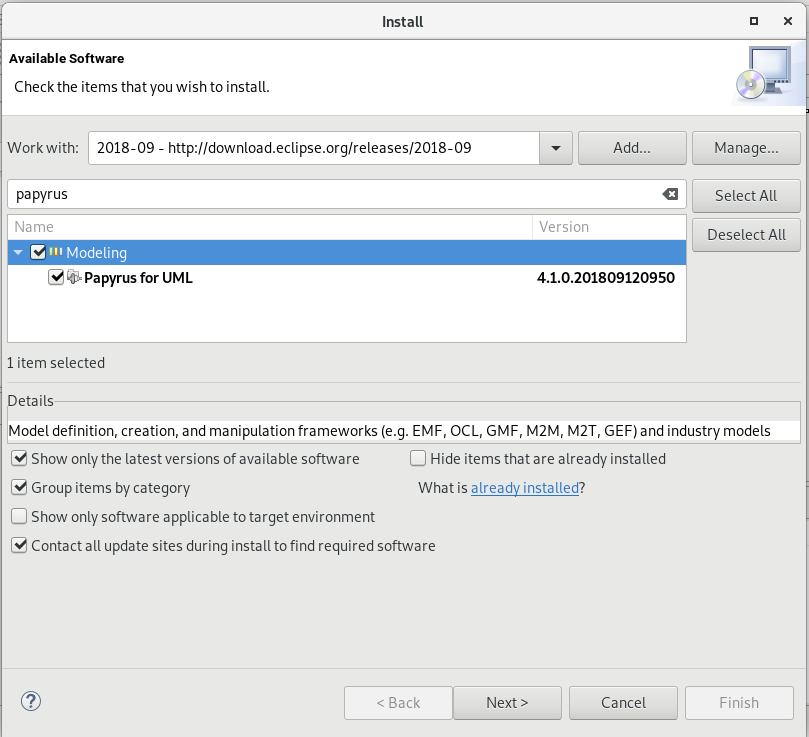 Install
Available Software
Check the items that you wish to install.
Work with: 2018-09 - http://download.eclipse.org/releases/2018-09 Add... Manage...
papyrus Select All
Name Version
Deselect All
Modeling
Papyrus for UML 4.1.0.201809120950
1 item selected
Details
Model definition, creation, and manipulation frameworks (e.g. EMF, OCL, GMF, M2M, M2T, GEF) and industry models
Show only the latest versions of available software Hide items that are already installed
Group items by category What is already installed?
Show only software applicable to target environment
Contact all update sites during install to find required software
? < Back Next > Cancel Finish